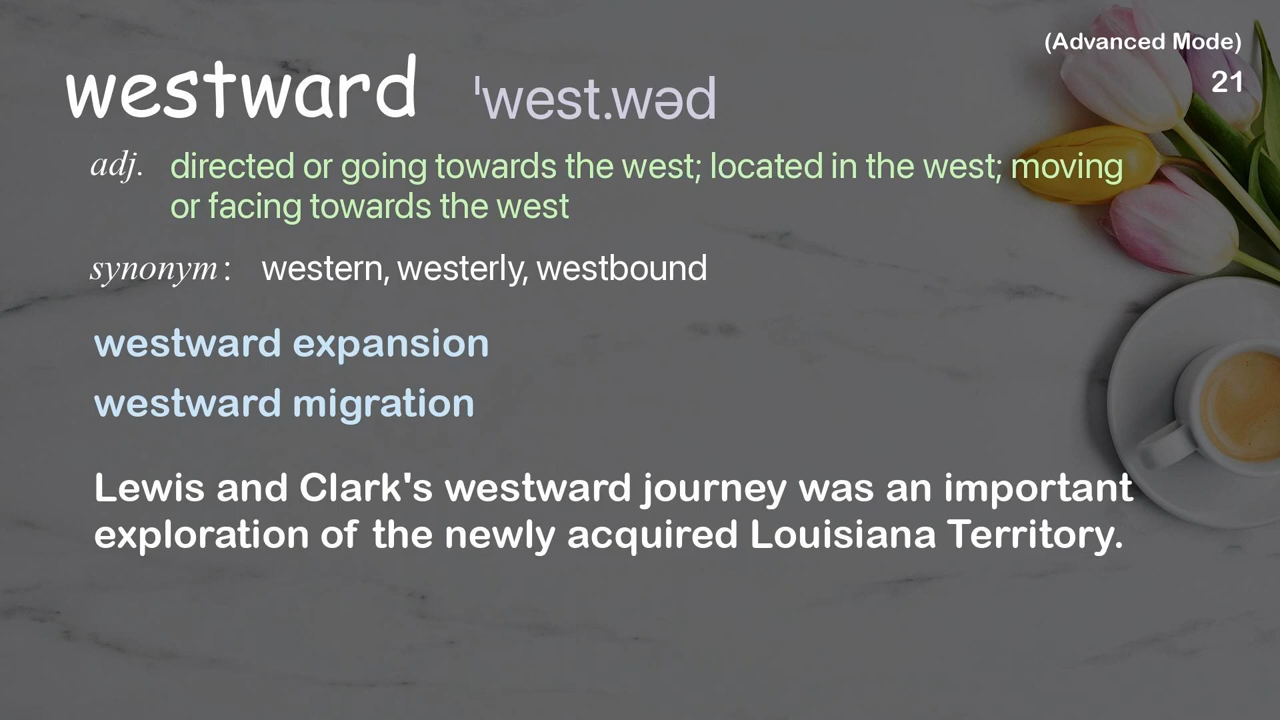 (Advanced Mode)
westward ˈwest.wəd
21
adj. directed or going towards the west; located in the west; moving
or facing towards the west
synonym: western, westerly, westbound
westward expansion
westward migration
Lewis and Clark's westward journey was an important
exploration of the newly acquired Louisiana Territory.